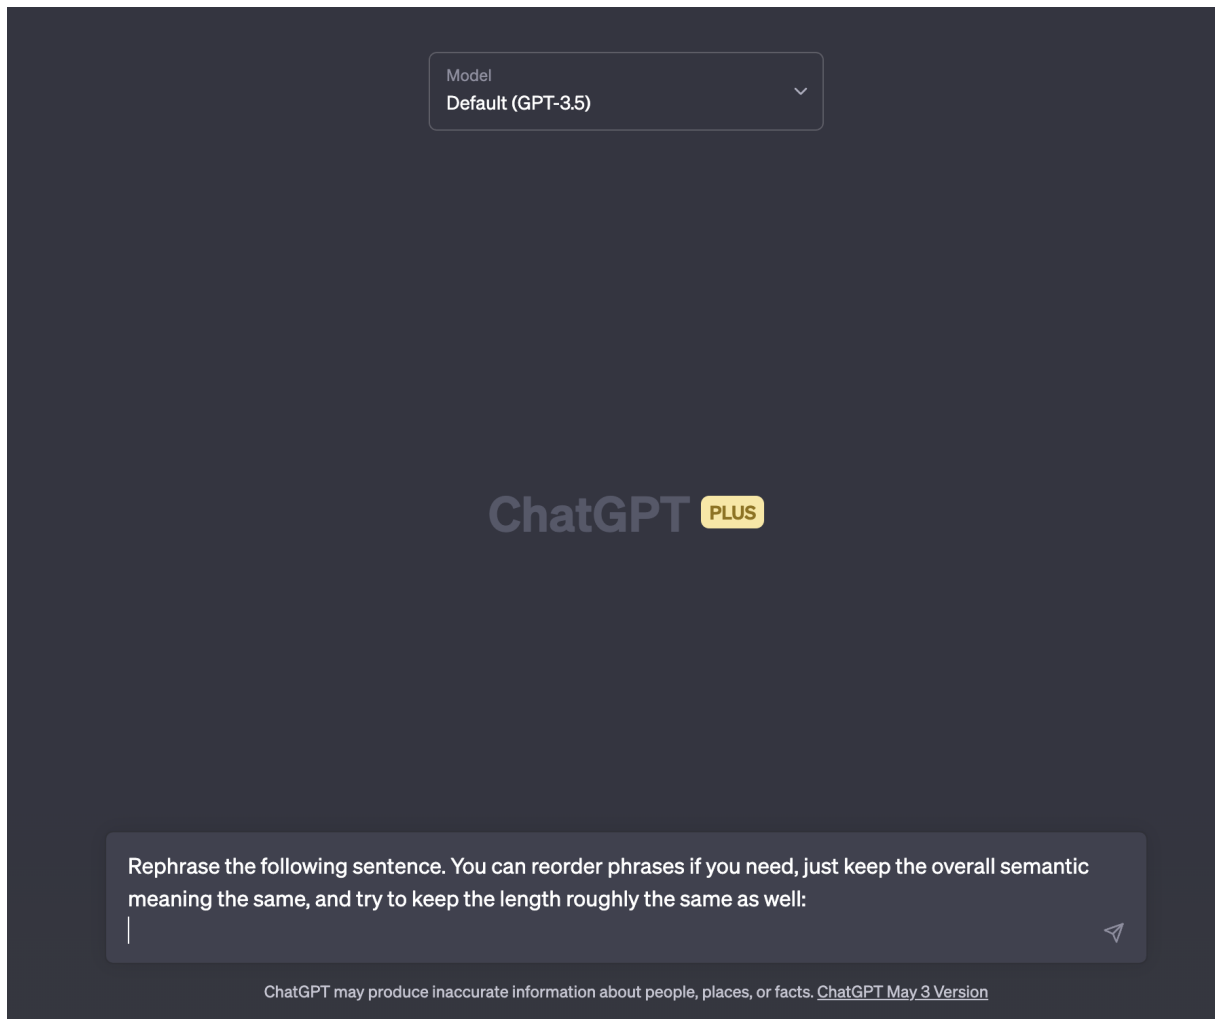 Model
Default (GPT-3.5)
ChatGPT PLUS
Rephrase the following sentence. You can reorder phrases if you need, just keep the overall semantic
meaning the same, and try to keep the length roughly the same as well:
ChatGPT may produce inaccurate information about people, places, or facts. ChatGPT May 3 Version